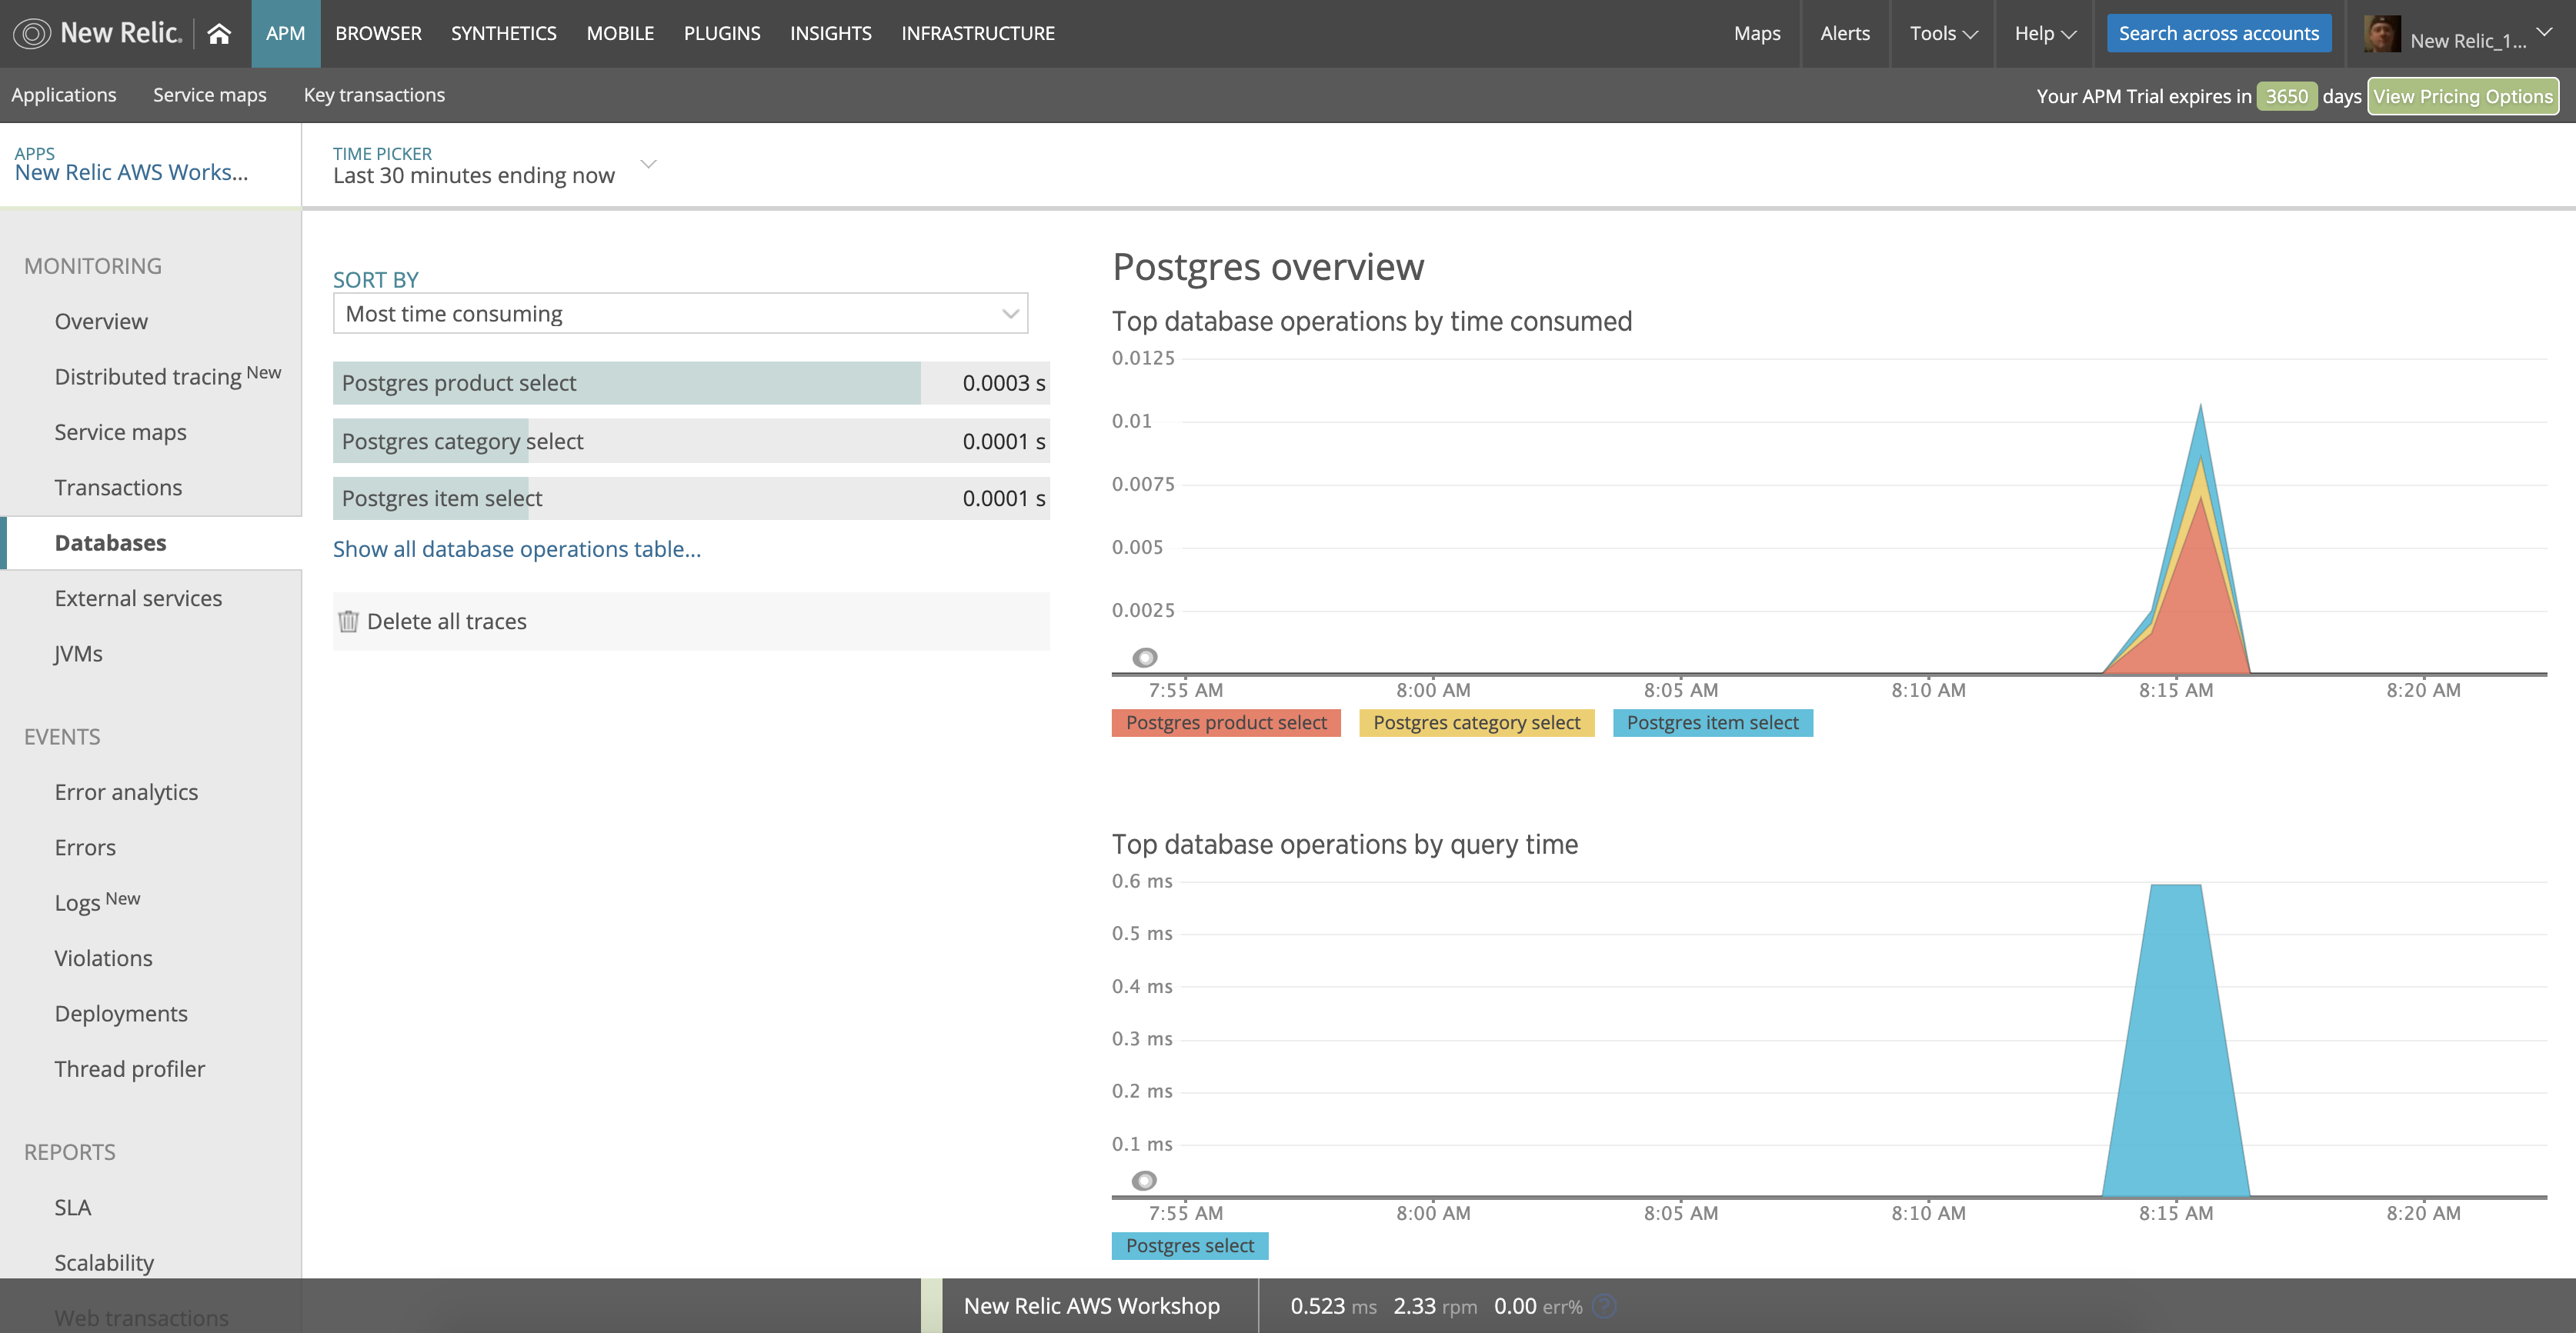 New Relic. APM BROWSER SYNTHETICS MOBILE PLUGINS INSIGHTS INFRASTRUCTURE Maps Alerts Tools Help Search across accounts New Relic_1...
Applications Service maps Key transactions Your APM Trial expires in 3650 days View Pricing Options
APPS
New Relic AWS Works...
TIME PICKER
Last 30 minutes ending now
MONITORING
Overview
Distributed tracing New
Service maps
Transactions
Databases
External services
JVMs
EVENTS
Error analytics
Errors
Logs New
Violations
Deployments
Thread profiler
REPORTS
SLA
Scalability
Web transactions
SORT BY
Most time consuming
Postgres product select 0.0003 s
Postgres category select 0.0001 s
Postgres item select 0.0001 s
Show all database operations table...
Delete all traces
Postgres overview
Top database operations by time consumed
0.0125
0.01
0.0075
0.005
0.0025
7:55 AM 8:00 AM 8:05 AM 8:10 AM 8:15 AM 8:20 AM
Postgres product select Postgres category select Postgres item select
Top database operations by query time
0.6 ms
0.5 ms
0.4 ms
0.3 ms
0.2 ms
0.1 ms
7:55 AM 8:00 AM 8:05 AM 8:10 AM 8:15 AM 8:20 AM
Postgres select
New Relic AWS Workshop 0.523 ms 2.33 rpm 0.00 err% ?